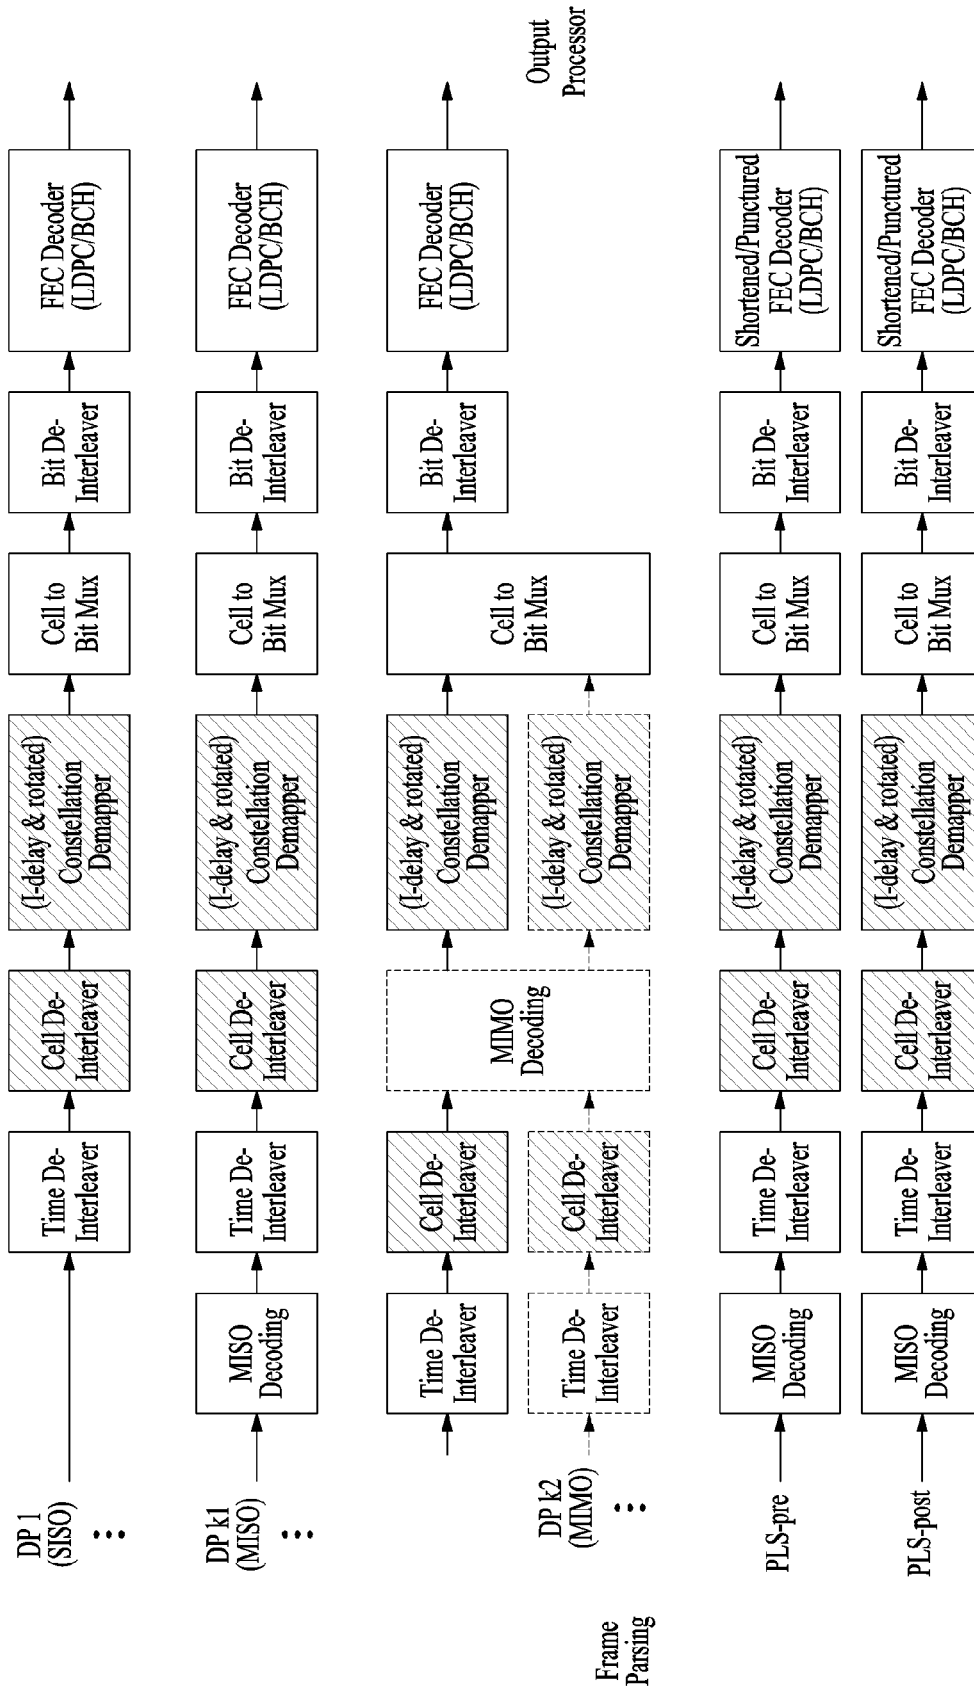 Frame
Parsing
Output
Processor
DP 1
(SISO)
Time De-
Interleaver
Cell De-
Interleaver
(I-delay & rotated)
Constellation
Demapper
Cell to
Bit Mux
Bit De-
Interleaver
FEC Decoder
(LDPC/BCH)
DP k1
(MISO)
MISO
Decoding
Time De-
Interleaver
Cell De-
Interleaver
(I-delay & rotated)
Constellation
Demapper
Cell to
Bit Mux
Bit De-
Interleaver
FEC Decoder
(LDPC/BCH)
DP k2
(MIMO)
Time De-
Interleaver
Cell De-
Interleaver
Time De-
Interleaver
Cell De-
Interleaver
MIMO
Decoding
(I-delay & rotated)
Constellation
Demapper
(I-delay & rotated)
Constellation
Demapper
Cell to
Bit Mux
Bit De-
Interleaver
FEC Decoder
(LDPC/BCH)
PLS-pre
MISO
Decoding
Time De-
Interleaver
Cell De-
Interleaver
(I-delay & rotated)
Constellation
Demapper
Cell to
Bit Mux
Bit De-
Interleaver
Shortened/Punctured
FEC Decoder
(LDPC/BCH)
PLS-post
MISO
Decoding
Time De-
Interleaver
Cell De-
Interleaver
(I-delay & rotated)
Constellation
Demapper
Cell to
Bit Mux
Bit De-
Interleaver
Shortened/Punctured
FEC Decoder
(LDPC/BCH)